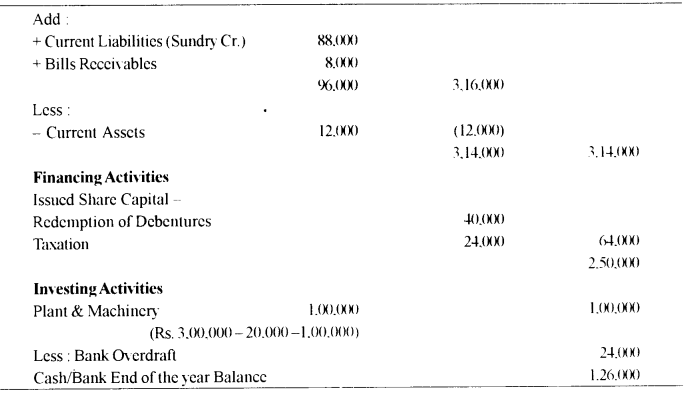 Add :
+ Current Liabilities (Sundry Cr.) 88,000
+ Bills Receivables 8,000
96,000 3,16,000
Less :
– Current Assets 12,000 (12,000)
3,14,000 3,14,000
Financing Activities
Issued Share Capital –
Redemption of Debentures 40,000
Taxation 24,000 64,000
2,50,000
Investing Activities
Plant & Machinery 1,00,000 1,00,000
(Rs. 3,00,000 – 20,000 – 1,00,000)
Less : Bank Overdraft 24,000
Cash/Bank End of the year Balance 1,26,000